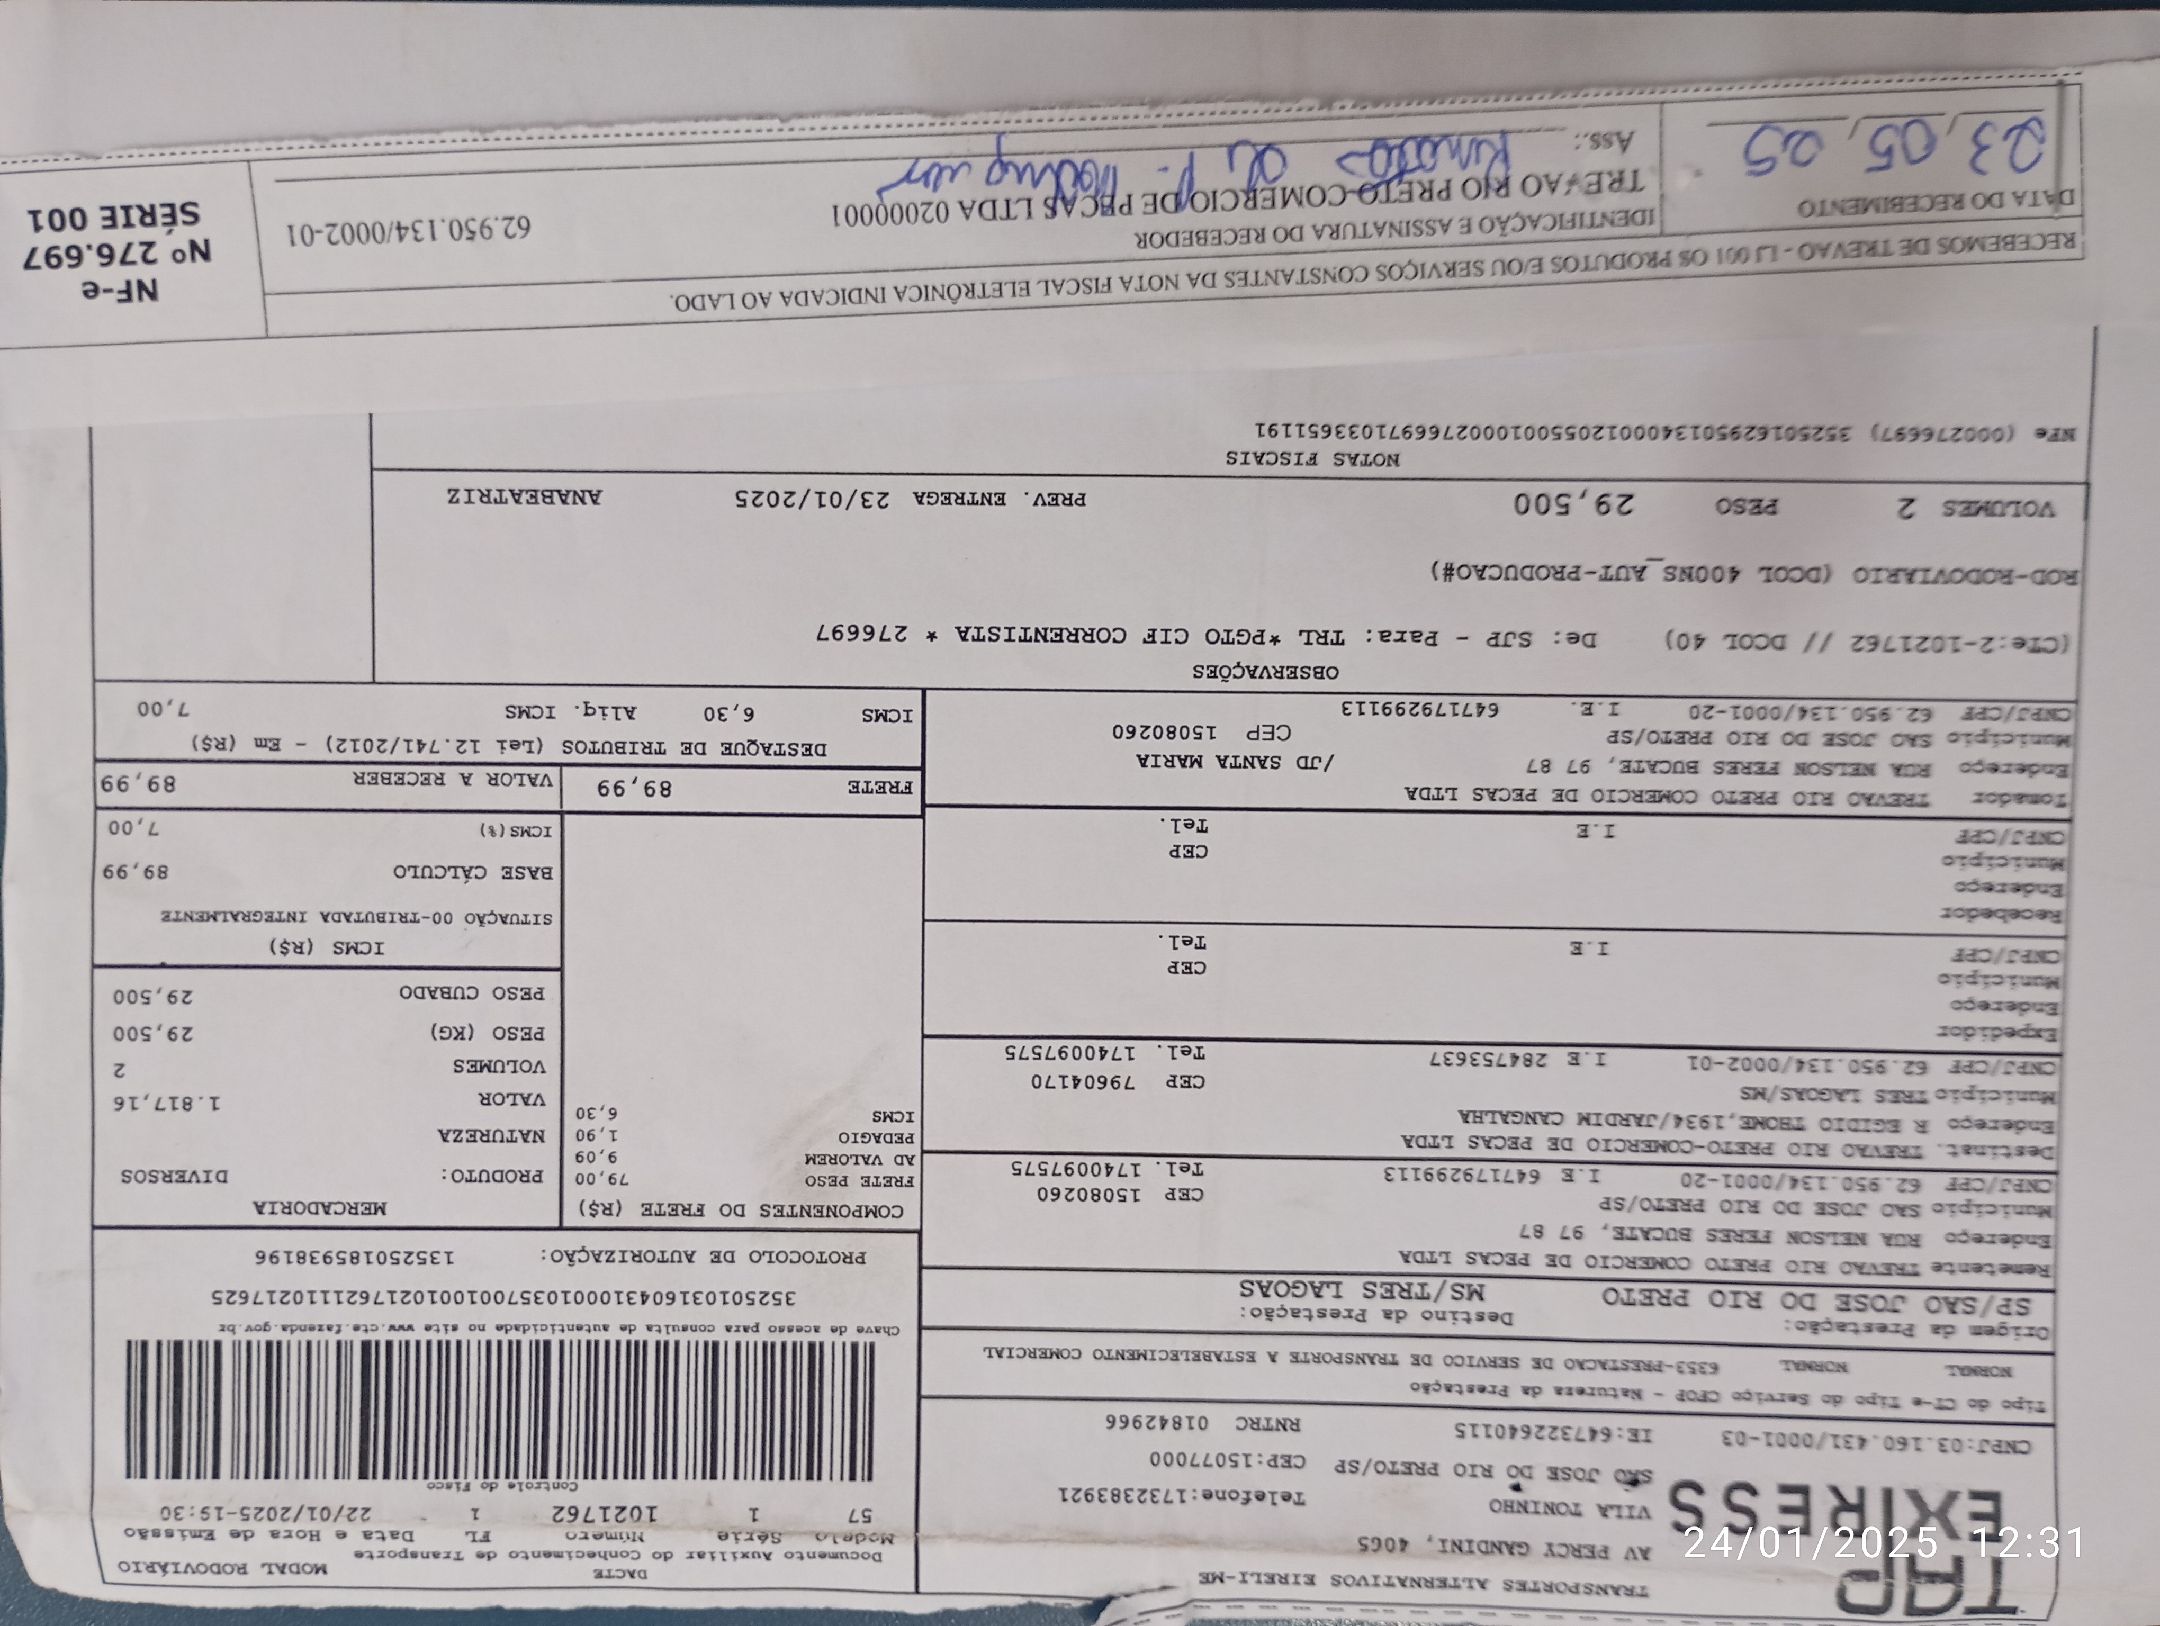 TRANSPORTES ALTERNATIVOS EIRELI-ME
TAP
EXPRESS
AV PERCY GANDINI, 4065
VILA TONINHO Telefone:1732383921
SÃO JOSE DO RIO PRETO/SP CEP:15077000
CNPJ:03.160.431/0001-03 IE:647322640115 RNTRC 01842966
DACTE MODAL RODOVIÁRIO
Documento Auxiliar do Conhecimento de Transporte
Modelo Série Número FL Data e Hora de Emissão
57 1 1021762 1 22/01/2025-19:30
Controle do Fisco
Chave de acesso para consulta de autenticidade no site www.cte.fazenda.gov.br
35250103160431000103570010010217621110217625
PROTOCOLO DE AUTORIZAÇÃO: 135250185938196
Tipo do CT-e Tipo do Serviço CFOP - Natureza da Prestação
NORMAL NORMAL 6353-PRESTACAO DE SERVICO DE TRANSPORTE A ESTABELECIMENTO COMERCIAL
Origem da Prestação: Destino da Prestação:
SP/SAO JOSE DO RIO PRETO MS/TRES LAGOAS
Remetente TREVAO RIO PRETO COMERCIO DE PECAS LTDA
Endereço RUA NELSON FERES BUCATE, 97 87
Município SAO JOSE DO RIO PRETO/SP CEP 15080260
CNPJ/CPF 62.950.134/0001-20 I.E 647179299113 Tel. 1740097575
Destinat. TREVAO RIO PRETO-COMERCIO DE PECAS LTDA
Endereço R EGIDIO THOME,1934/JARDIM CANGALHA
Município TRES LAGOAS/MS CEP 79604170
CNPJ/CPF 62.950.134/0002-01 I.E 284753637 Tel. 1740097575
Expedidor
Endereço
Município CEP
CNPJ/CPF I.E Tel.
Recebedor
Endereço
Município CEP
CNPJ/CPF I.E Tel.
Tomador TREVAO RIO PRETO COMERCIO DE PECAS LTDA
Endereço RUA NELSON FERES BUCATE, 97 87 /JD SANTA MARIA
Município SAO JOSE DO RIO PRETO/SP CEP 15080260
CNPJ/CPF 62.950.134/0001-20 I.E. 647179299113
COMPONENTES DO FRETE (R$)
FRETE PESO 79,00
AD VALOREM 9,09
PEDAGIO 1,90
ICMS 6,30
MERCADORIA
PRODUTO: DIVERSOS
NATUREZA
VALOR 1.817,16
VOLUMES 2
PESO (KG) 29,500
PESO CUBADO 29,500
ICMS (R$)
SITUAÇÃO 00-TRIBUTADA INTEGRALMENTE
BASE CÁLCULO 89,99
ICMS(%) 7,00
FRETE 89,99 VALOR A RECEBER 89,99
DESTAQUE DE TRIBUTOS (Lei 12.741/2012) - Em (R$)
ICMS 6,30 Aliq. ICMS 7,00
OBSERVAÇÕES
(CTe:2-1021762 // DCOL 40) De: SJP - Para: TRL *PGTO CIF CORRENTISTA * 276697
ROD-RODOVIARIO (DCOL 400NS_AUT-PRODUCAO#)
VOLUMES 2 PESO 29,500 PREV. ENTREGA 23/01/2025 ANABEATRIZ
NOTAS FISCAIS
NFe (000276697) 35250162950134000120550010002766971033651191
RECEBEMOS DE TREVAO - LJ 001 OS PRODUTOS E/OU SERVIÇOS CONSTANTES DA NOTA FISCAL ELETRÔNICA INDICADA AO LADO.
DATA DO RECEBIMENTO
23, 05, 25
IDENTIFICAÇÃO E ASSINATURA DO RECEBEDOR
TREVAO RIO PRETO-COMERCIO DE PECAS LTDA 02000001 62.950.134/0002-01
Ass.:
NF-e
Nº 276.697
SÉRIE 001
24/01/2025 12:31